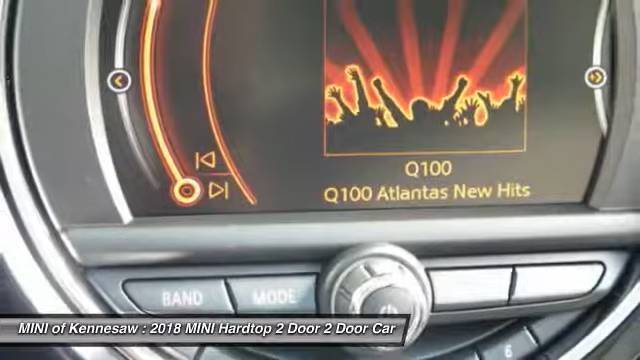 Q100
Q100 Atlantas New Hits
BAND
MODE
MINI of Kennesaw : 2018 MINI Hardtop 2 Door 2 Door Car
6